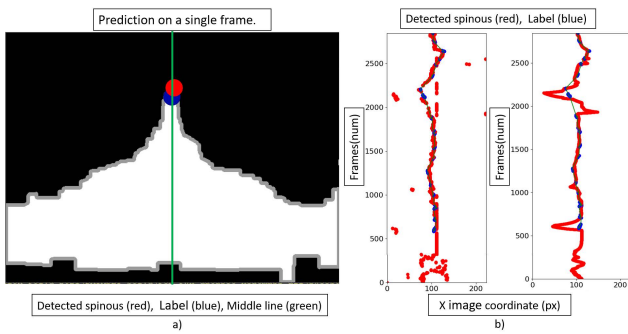 Prediction on a single frame.
Detected spinous (red), Label (blue), Middle line (green)
a)
Detected spinous (red), Label (blue)
Frames(num)
2500
2000
1500
1000
500
0
0
100
200
Frames(num)
2500
2000
1500
1000
500
0
0
100
200
X image coordinate (px)
b)